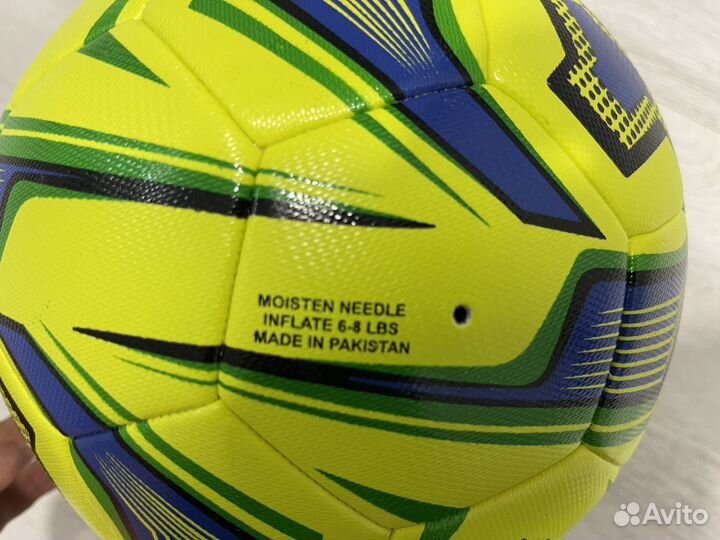 MOISTEN NEEDLE
INFLATE 6-8 LBS
MADE IN PAKISTAN
Avito